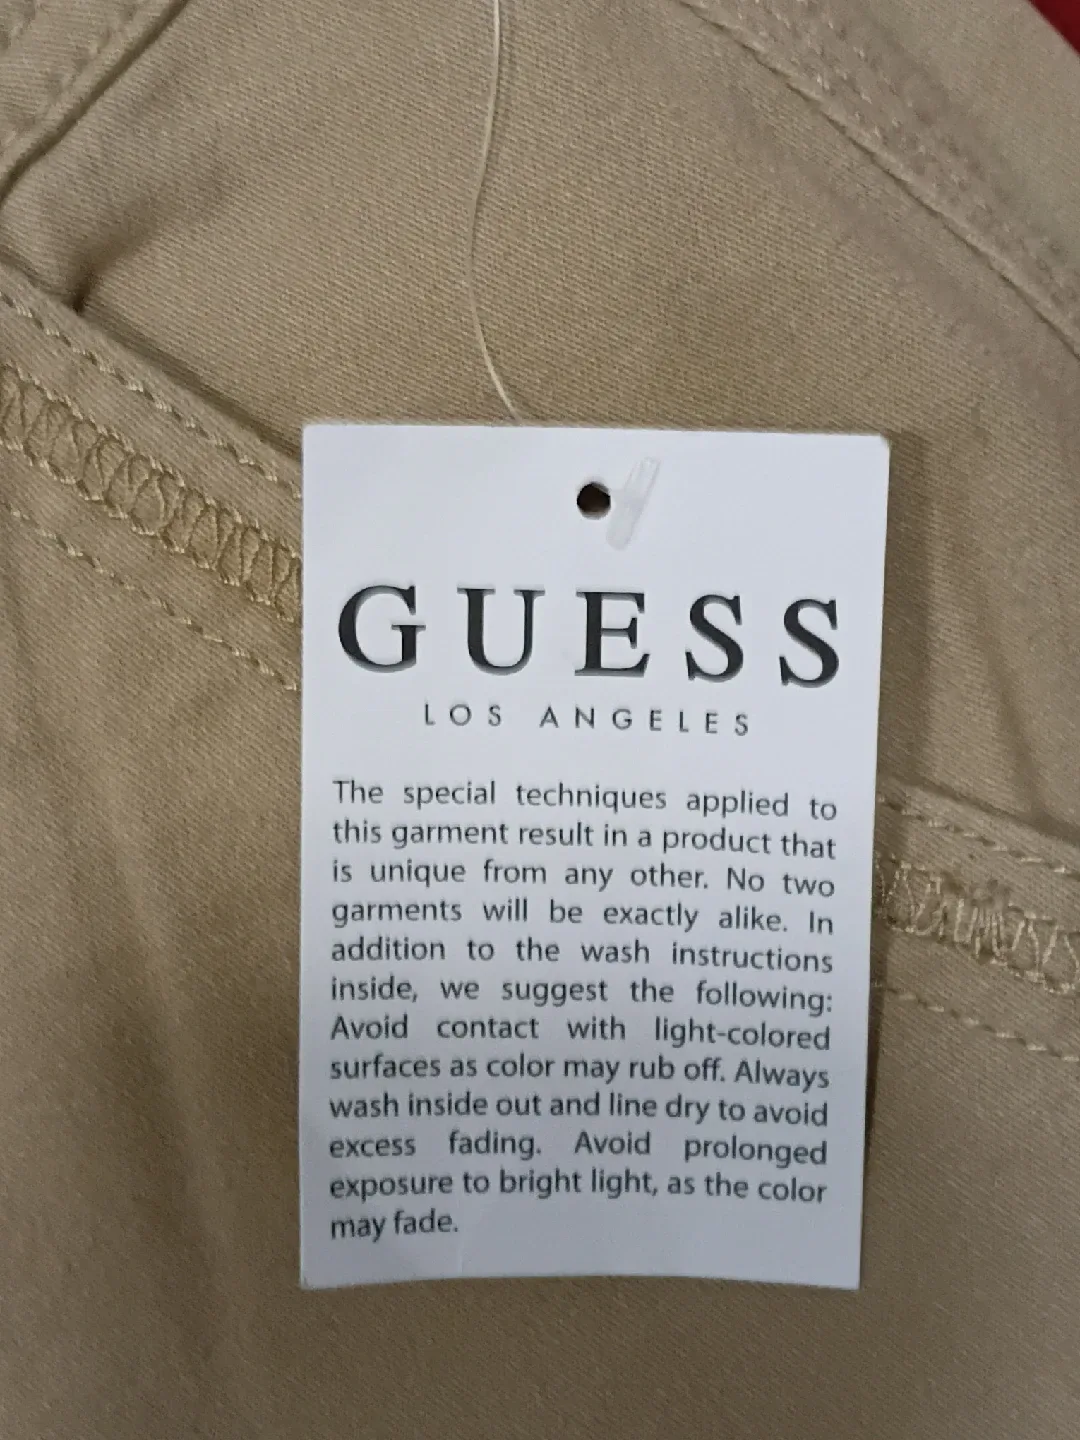 GUESS
LOS ANGELES
The special techniques applied to
this garment result in a product that
is unique from any other. No two
garments will be exactly alike. In
addition to the wash instructions
inside, we suggest the following:
Avoid contact with light-colored
surfaces as color may rub off. Always
wash inside out and line dry to avoid
excess fading. Avoid prolonged
exposure to bright light, as the color
may fade.